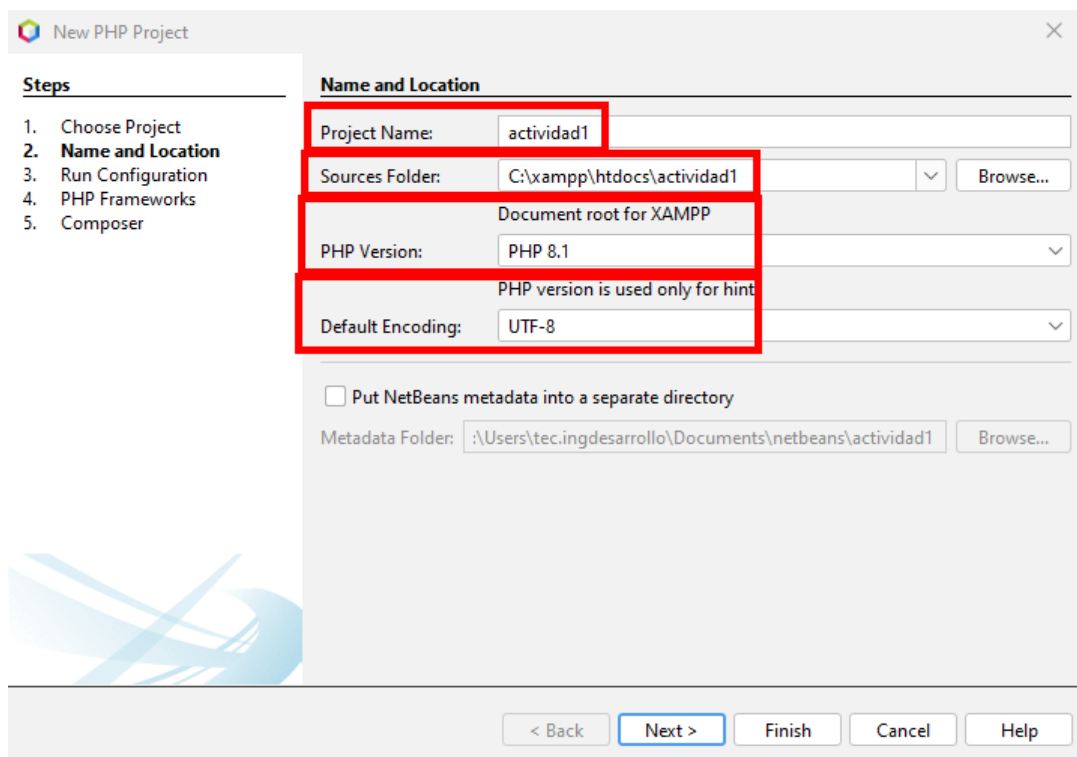 New PHP Project
Steps
1. Choose Project
2. Name and Location
3. Run Configuration
4. PHP Frameworks
5. Composer
Name and Location
Project Name: actividad1
Sources Folder: C:\xampp\htdocs\actividad1 Browse...
Document root for XAMPP
PHP Version: PHP 8.1
PHP version is used only for hint
Default Encoding: UTF-8
Put NetBeans metadata into a separate directory
Metadata Folder: :\Users\tec.ingdesarrollo\Documents\netbeans\actividad1 Browse...
< Back Next > Finish Cancel Help